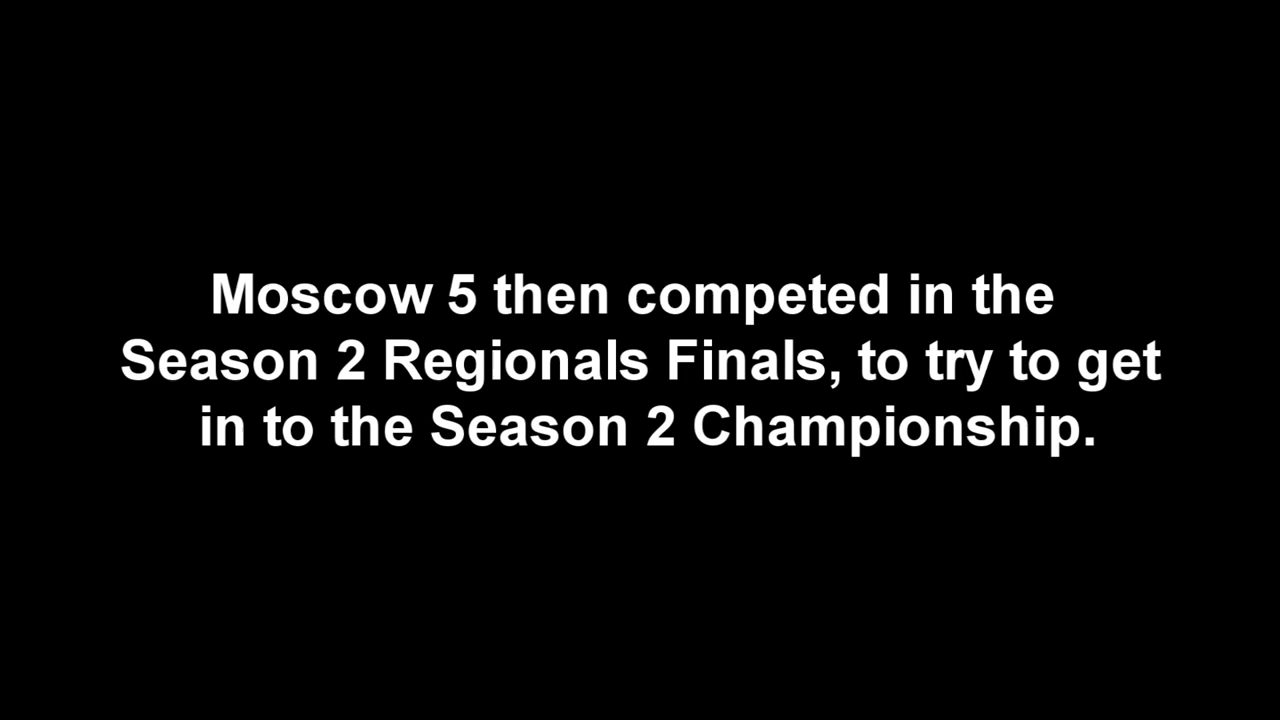 Moscow 5 then competed in the
Season 2 Regionals Finals, to try to get
in to the Season 2 Championship.